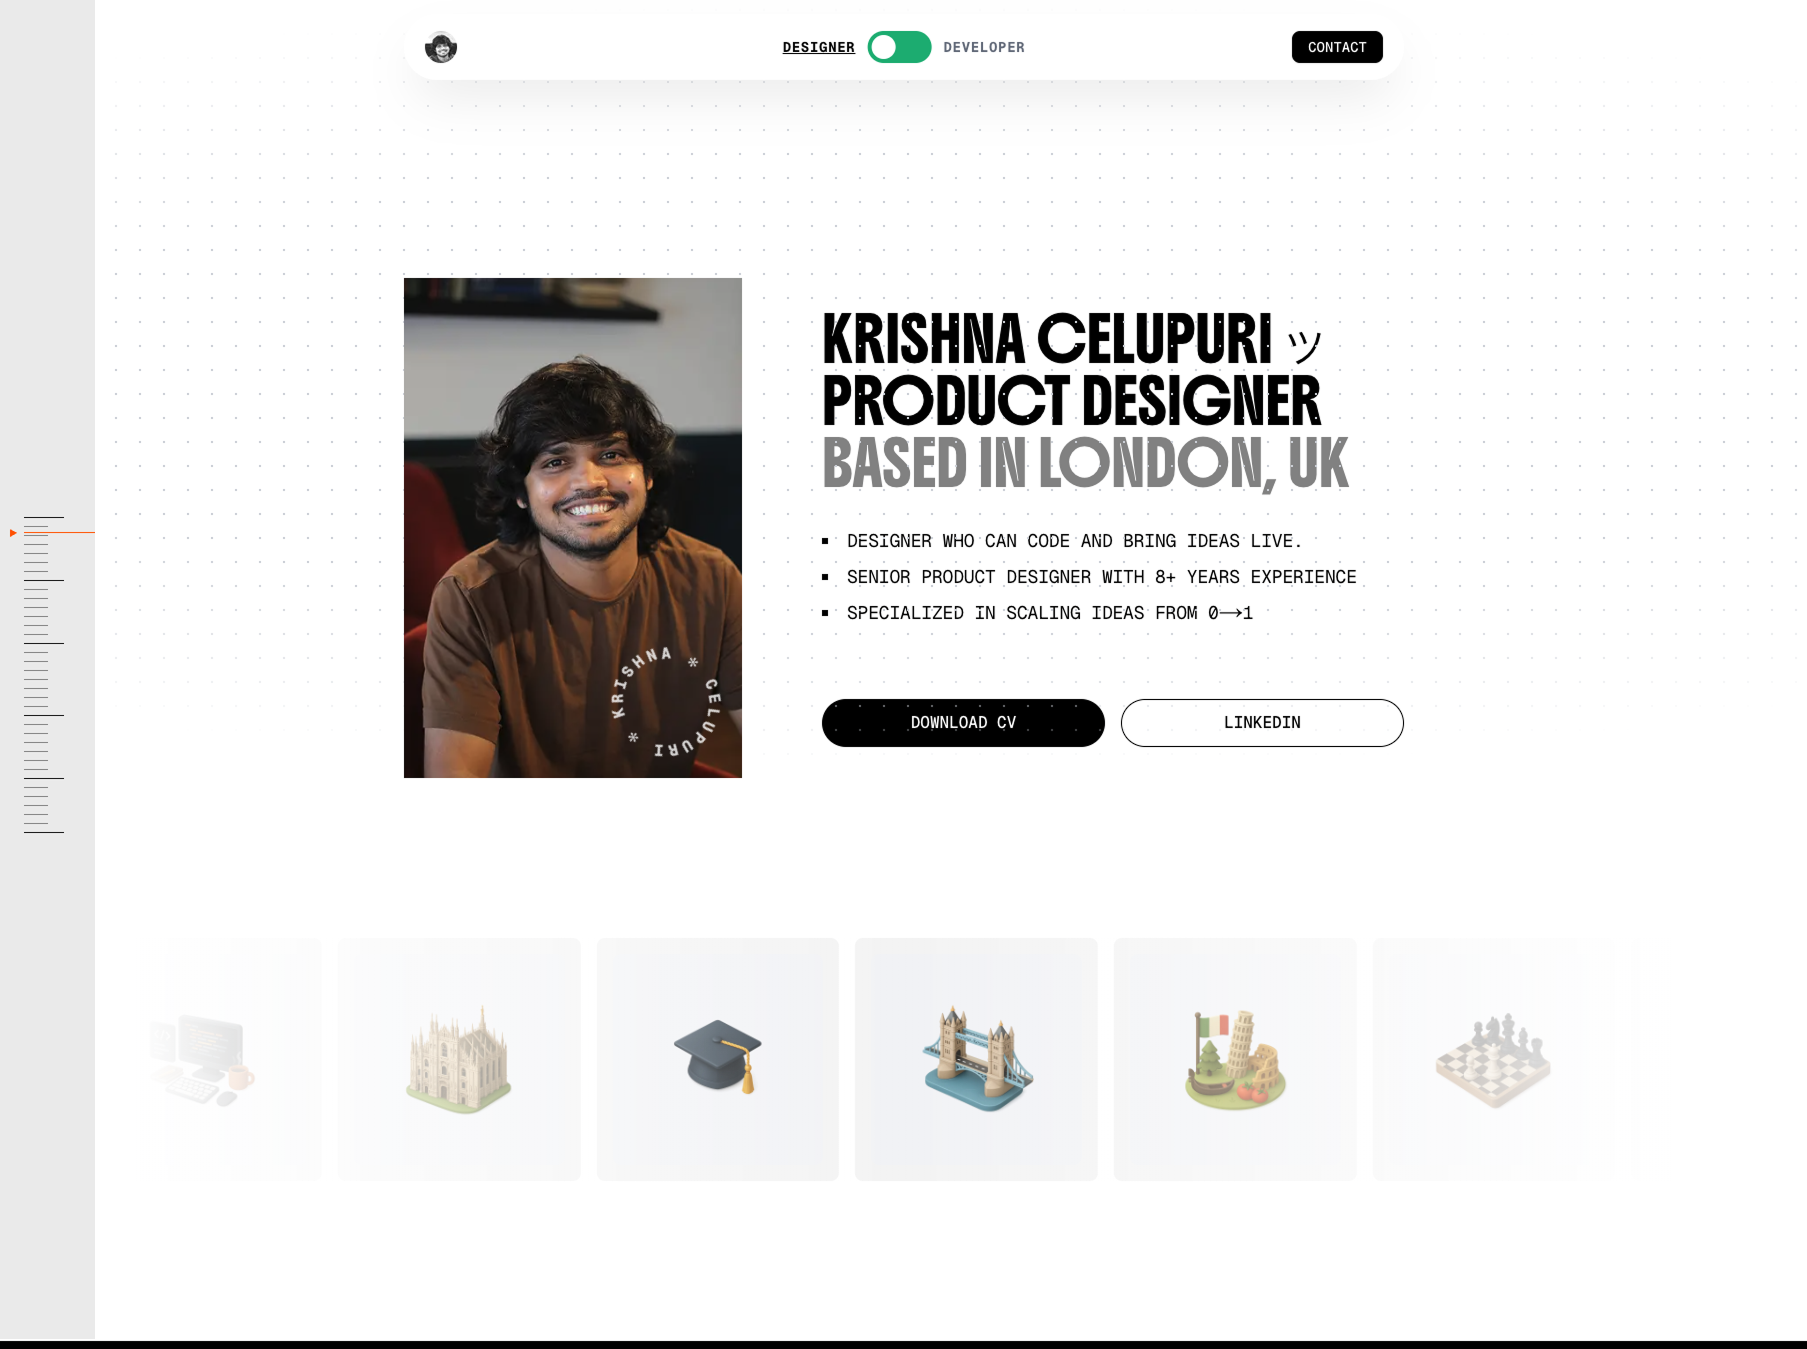 DESIGNER DEVELOPER CONTACT
KRISHNA CELUPURI ツ
PRODUCT DESIGNER
BASED IN LONDON, UK
DESIGNER WHO CAN CODE AND BRING IDEAS LIVE.
SENIOR PRODUCT DESIGNER WITH 8+ YEARS EXPERIENCE
SPECIALIZED IN SCALING IDEAS FROM 0⟶1
KRISHNA * CELUPURI *
DOWNLOAD CV LINKEDIN